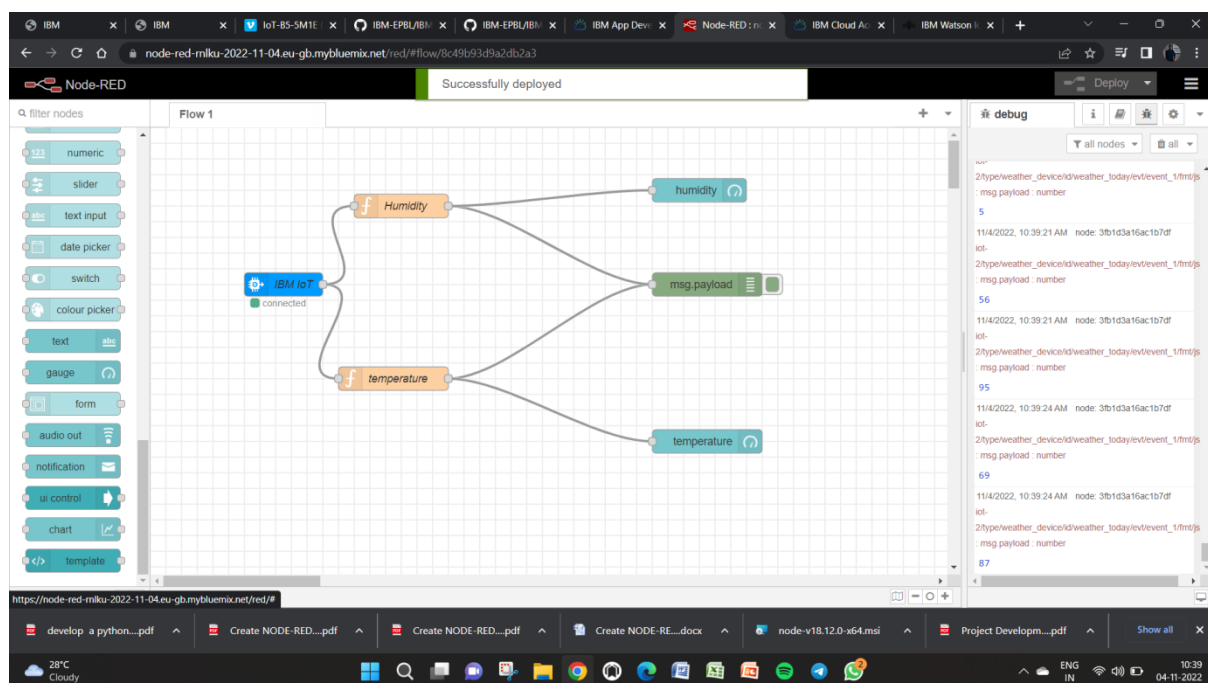 IBM
IBM
IoT-B5-5M1E
IBM-EPBL/IBM
IBM-EPBL/IBM
IBM App Deve
Node-RED : no
IBM Cloud Ac
IBM Watson I
node-red-mlku-2022-11-04.eu-gb.mybluemix.net/red/#flow/8c49b93d9a2db2a3
Node-RED
Successfully deployed
Deploy
filter nodes
Flow 1
debug
i
all nodes
all
123 numeric
slider
abc text input
date picker
switch
colour picker
text abc
gauge
form
audio out
notification
ui control
chart
</> template
f Humidity
humidity
IBM IoT
connected
msg.payload
f temperature
temperature
iot-
2/type/weather_device/id/weather_today/evt/event_1/fmt/js
: msg.payload : number
5
11/4/2022, 10:39:21 AM node: 3fb1d3a16ac1b7df
iot-
2/type/weather_device/id/weather_today/evt/event_1/fmt/js
: msg.payload : number
56
11/4/2022, 10:39:21 AM node: 3fb1d3a16ac1b7df
iot-
2/type/weather_device/id/weather_today/evt/event_1/fmt/js
: msg.payload : number
95
11/4/2022, 10:39:24 AM node: 3fb1d3a16ac1b7df
iot-
2/type/weather_device/id/weather_today/evt/event_1/fmt/js
: msg.payload : number
69
11/4/2022, 10:39:24 AM node: 3fb1d3a16ac1b7df
iot-
2/type/weather_device/id/weather_today/evt/event_1/fmt/js
: msg.payload : number
87
https://node-red-mlku-2022-11-04.eu-gb.mybluemix.net/red/#
develop a python....pdf
Create NODE-RED....pdf
Create NODE-RED....pdf
Create NODE-RE....docx
node-v18.12.0-x64.msi
Project Developm....pdf
Show all
28°C
Cloudy
2
ENG
IN
10:39
04-11-2022